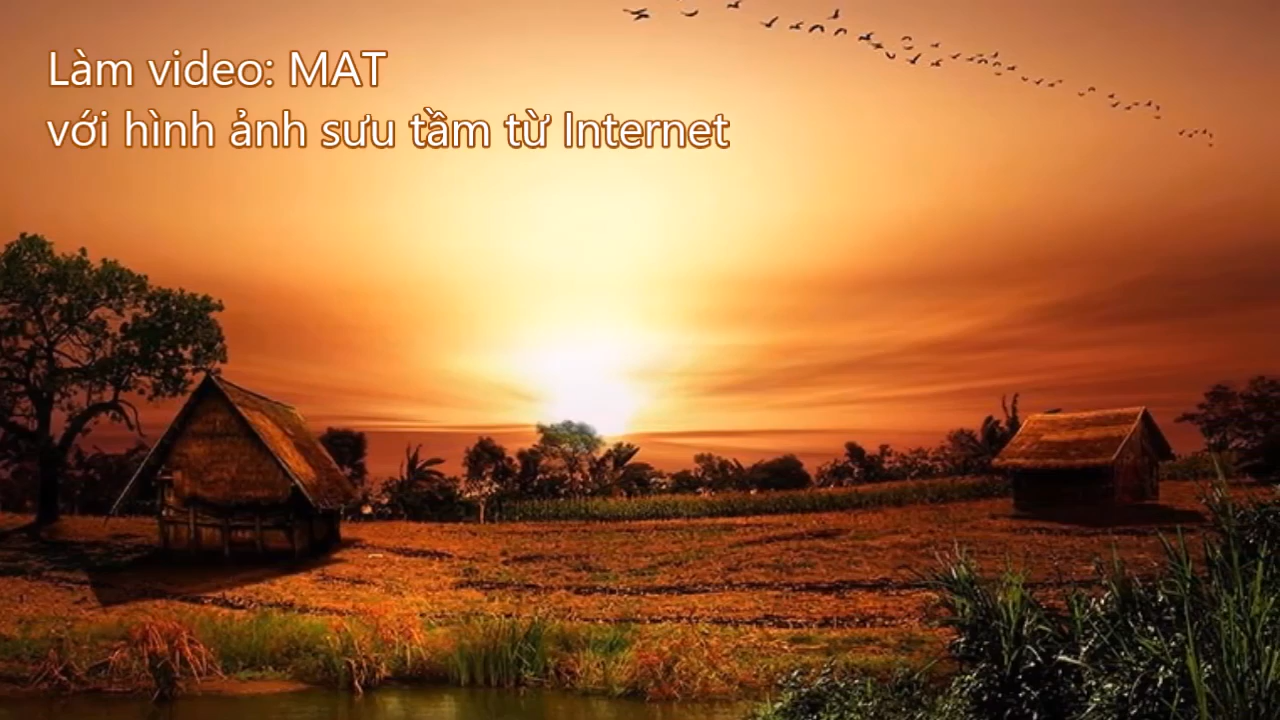 Làm video: MAT
với hình ảnh sưu tầm từ Internet